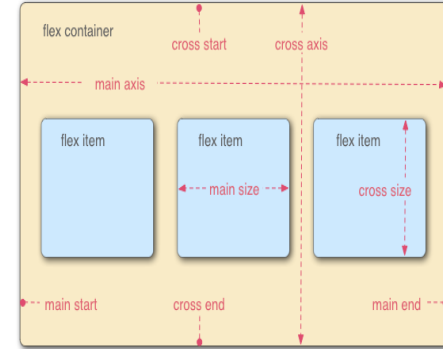 flex container
cross start
cross axis
main axis
flex item
flex item
flex item
main size
cross size
main start
cross end
main end